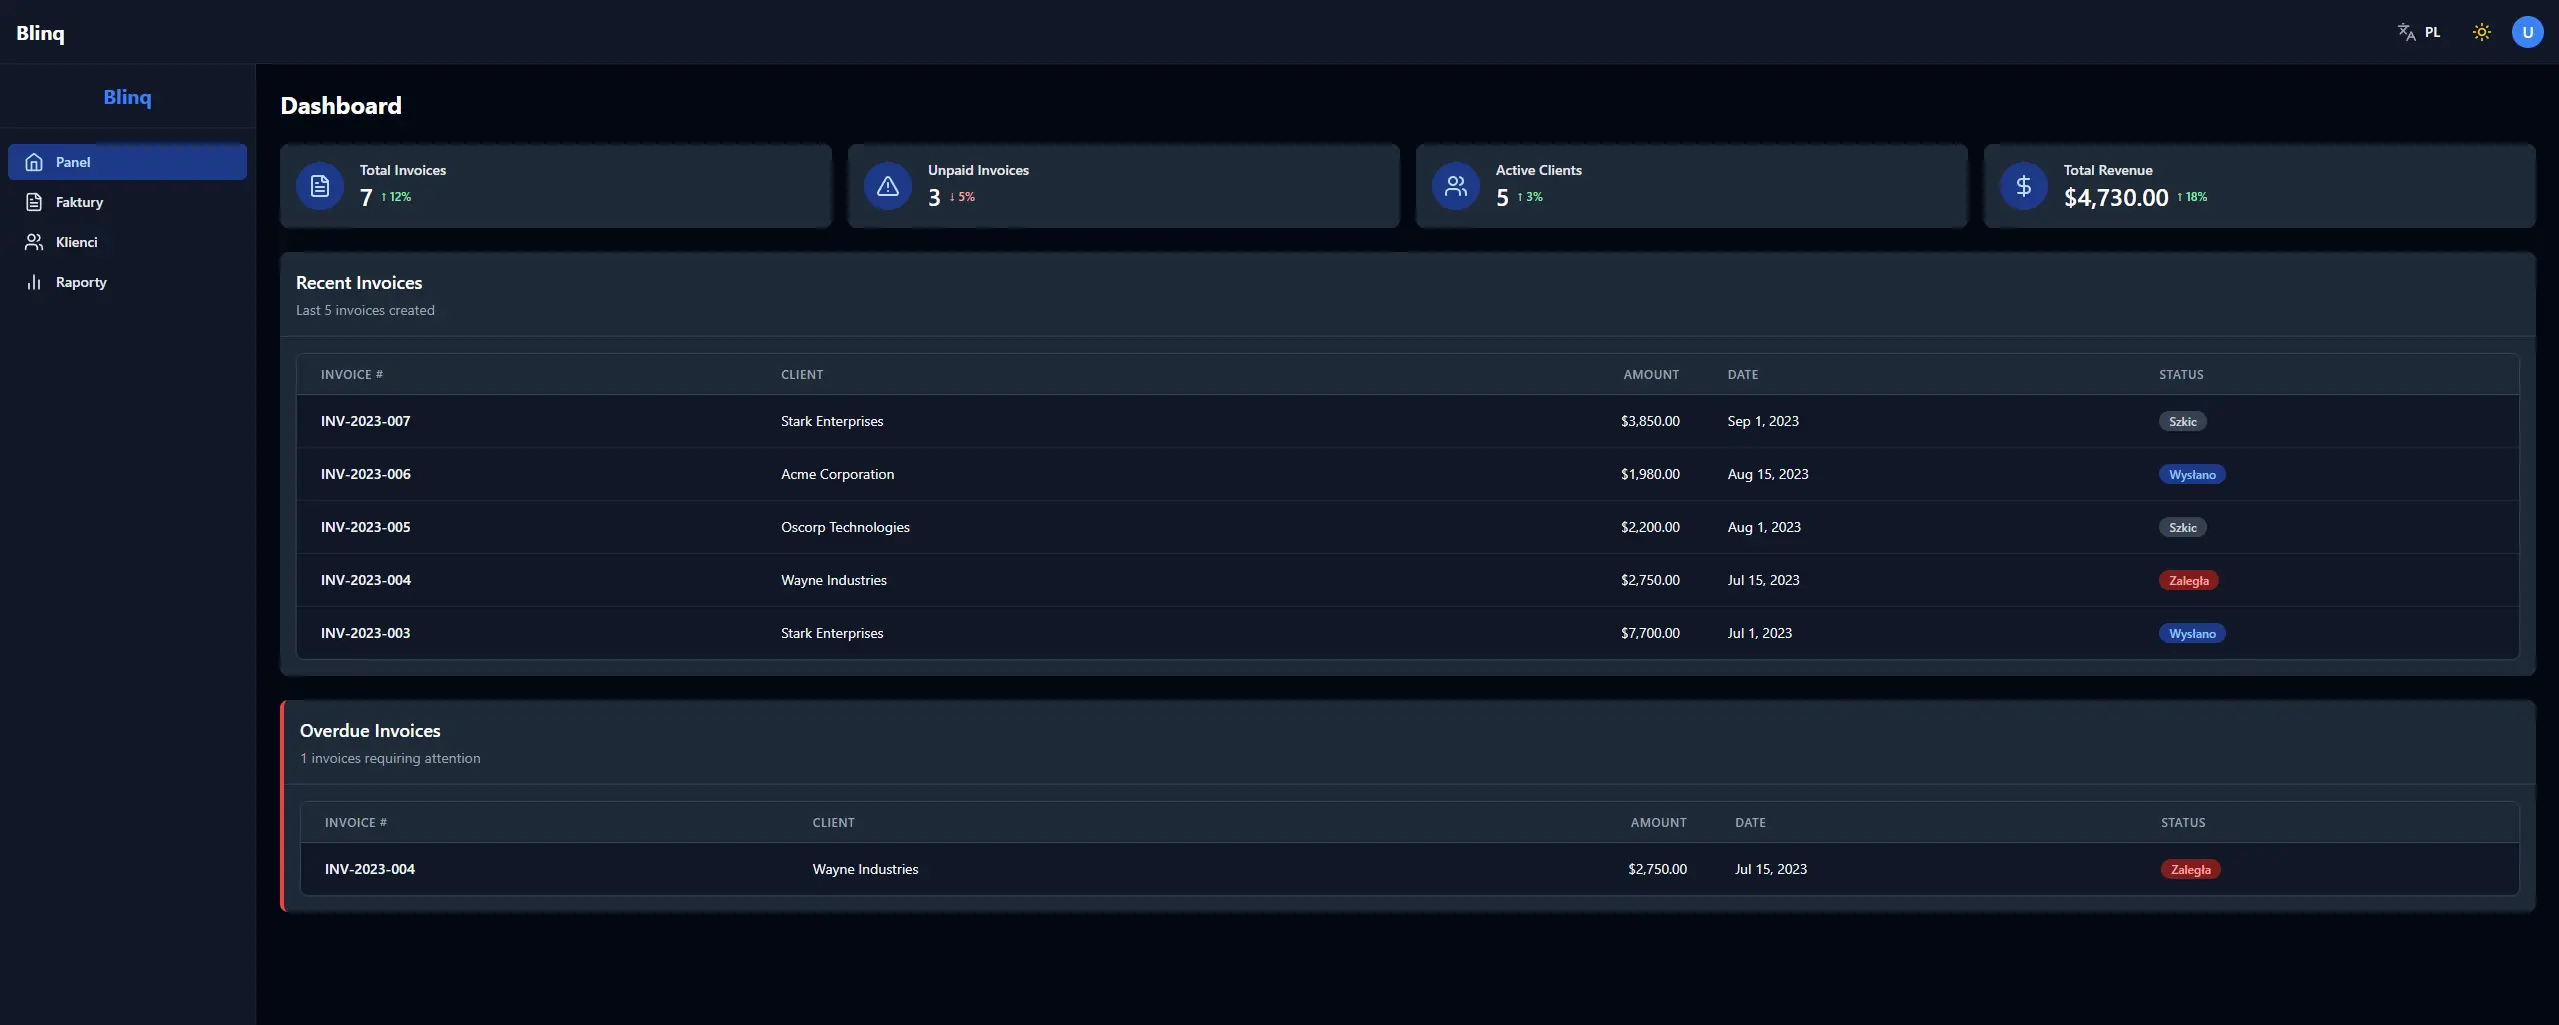 Blinq
PL
U
Blinq
Panel
Faktury
Klienci
Raporty
Dashboard
Total Invoices
7 ↑ 12%
Unpaid Invoices
3 ↓ 5%
Active Clients
5 ↑ 3%
Total Revenue
$4,730.00 ↑ 18%
Recent Invoices
Last 5 invoices created
INVOICE # CLIENT AMOUNT DATE STATUS
INV-2023-007 Stark Enterprises $3,850.00 Sep 1, 2023 Szkic
INV-2023-006 Acme Corporation $1,980.00 Aug 15, 2023 Wysłano
INV-2023-005 Oscorp Technologies $2,200.00 Aug 1, 2023 Szkic
INV-2023-004 Wayne Industries $2,750.00 Jul 15, 2023 Zaległa
INV-2023-003 Stark Enterprises $7,700.00 Jul 1, 2023 Wysłano
Overdue Invoices
1 invoices requiring attention
INVOICE # CLIENT AMOUNT DATE STATUS
INV-2023-004 Wayne Industries $2,750.00 Jul 15, 2023 Zaległa